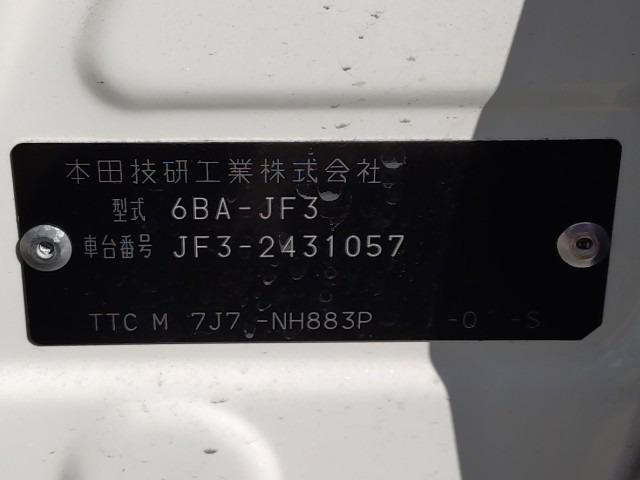 本田技研工業株式会社
型式 6BA-JF3
車台番号 JF3-2431057
TTC M 7J7 -NH883P -Q -S